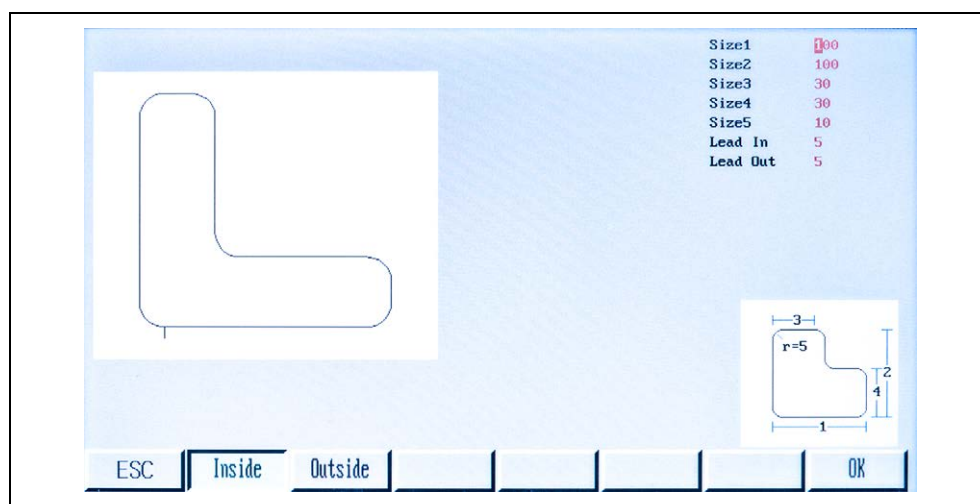 Size1 100
Size2 100
Size3 30
Size4 30
Size5 10
Lead In 5
Lead Out 5
3
r=5
2
4
1
ESC Inside Outside OK